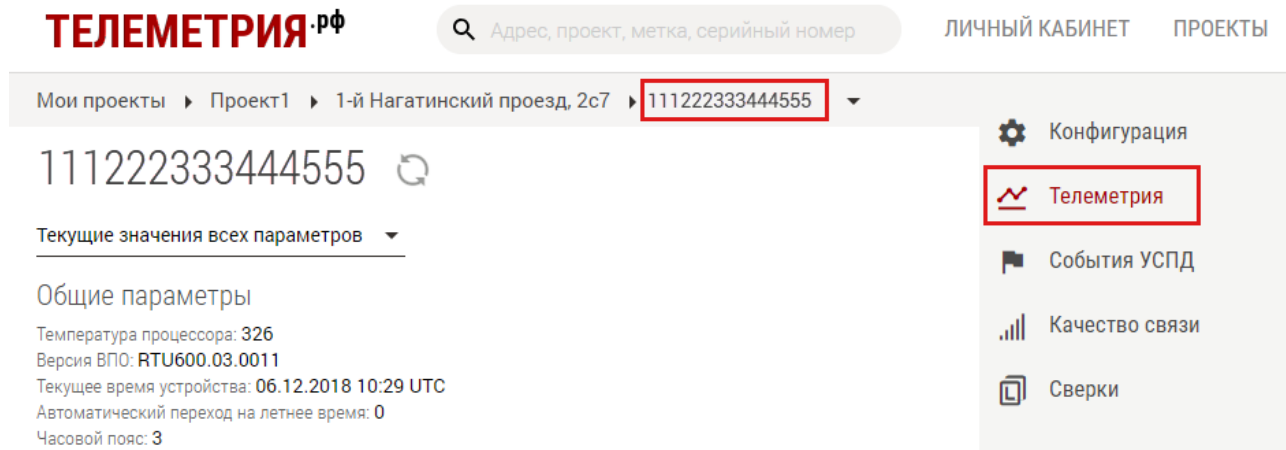 ТЕЛЕМЕТРИЯ.рф
Адрес, проект, метка, серийный номер
ЛИЧНЫЙ КАБИНЕТ
ПРОЕКТЫ
Мои проекты
Проект1
1-й Нагатинский проезд, 2с7
111222333444555
111222333444555
Текущие значения всех параметров
Общие параметры
Температура процессора: 326
Версия ВПО: RTU600.03.0011
Текущее время устройства: 06.12.2018 10:29 UTC
Автоматический переход на летнее время: 0
Часовой пояс: 3
Конфигурация
Телеметрия
События УСПД
Качество связи
Сверки